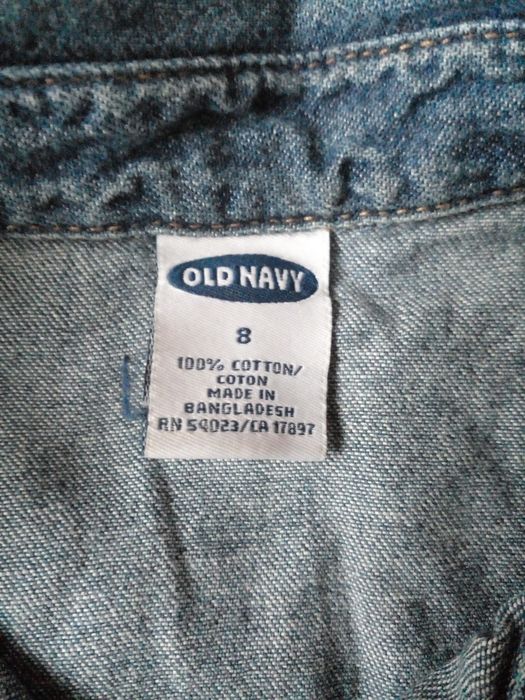 OLD NAVY
8
100% COTTON/
COTON
MADE IN
BANGLADESH
RN 54023/CA 17897